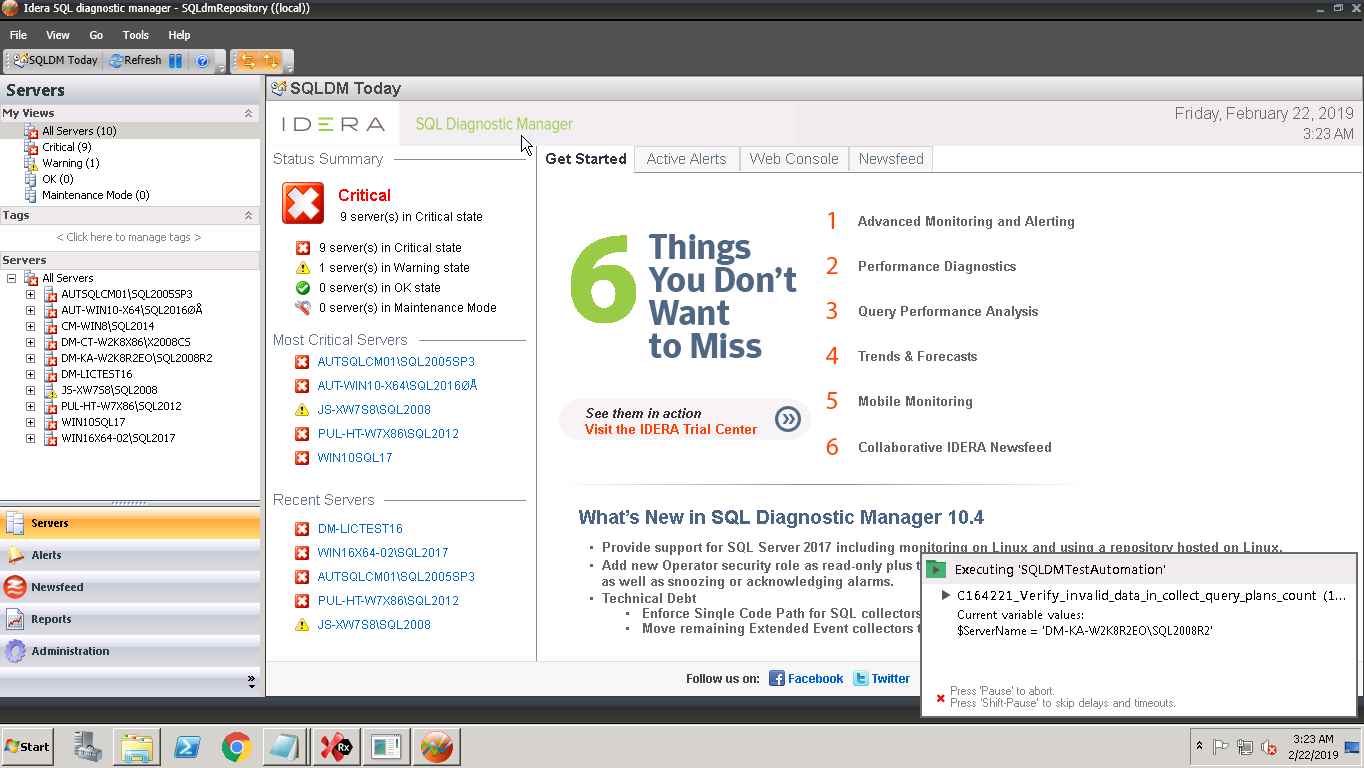 Idera SQL diagnostic manager - SQLdmRepository ((local))
File View Go Tools Help
SQLDM Today Refresh
Servers
My Views
All Servers (10)
Critical (9)
Warning (1)
OK (0)
Maintenance Mode (0)
Tags
< Click here to manage tags >
Servers
All Servers
AUTSQLCM01\SQL2005SP3
AUT-WIN10-X64\SQL2016ØÅ
CM-WIN8\SQL2014
DM-CT-W2K8X86\X2008CS
DM-KA-W2K8R2EO\SQL2008R2
DM-LICTEST16
JS-XW7S8\SQL2008
PUL-HT-W7X86\SQL2012
WIN10SQL17
WIN16X64-02\SQL2017
Servers
Alerts
Newsfeed
Reports
Administration
SQLDM Today
IDERA SQL Diagnostic Manager
Friday, February 22, 2019
3:23 AM
Status Summary
Critical
9 server(s) in Critical state
9 server(s) in Critical state
1 server(s) in Warning state
0 server(s) in OK state
0 server(s) in Maintenance Mode
Most Critical Servers
AUTSQLCM01\SQL2005SP3
AUT-WIN10-X64\SQL2016ØÅ
JS-XW7S8\SQL2008
PUL-HT-W7X86\SQL2012
WIN10SQL17
Recent Servers
DM-LICTEST16
WIN16X64-02\SQL2017
AUTSQLCM01\SQL2005SP3
PUL-HT-W7X86\SQL2012
JS-XW7S8\SQL2008
Get Started Active Alerts Web Console Newsfeed
6 Things
You Don't
Want
to Miss
See them in action
Visit the IDERA Trial Center
1 Advanced Monitoring and Alerting
2 Performance Diagnostics
3 Query Performance Analysis
4 Trends & Forecasts
5 Mobile Monitoring
6 Collaborative IDERA Newsfeed
What's New in SQL Diagnostic Manager 10.4
• Provide support for SQL Server 2017 including monitoring on Linux and using a repository hosted on Linux.
• Add new Operator security role as read-only plus
as well as snoozing or acknowledging alarms.
• Technical Debt
• Enforce Single Code Path for SQL collectors
• Move remaining Extended Event collectors
Follow us on: Facebook Twitter
Executing 'SQLDMTestAutomation'
C164221_Verify_invalid_data_in_collect_query_plans_count (1...
Current variable values:
$ServerName = 'DM-KA-W2K8R2EO\SQL2008R2'
Press 'Pause' to abort.
Press 'Shift-Pause' to skip delays and timeouts.
Start
Rx
3:23 AM
2/22/2019